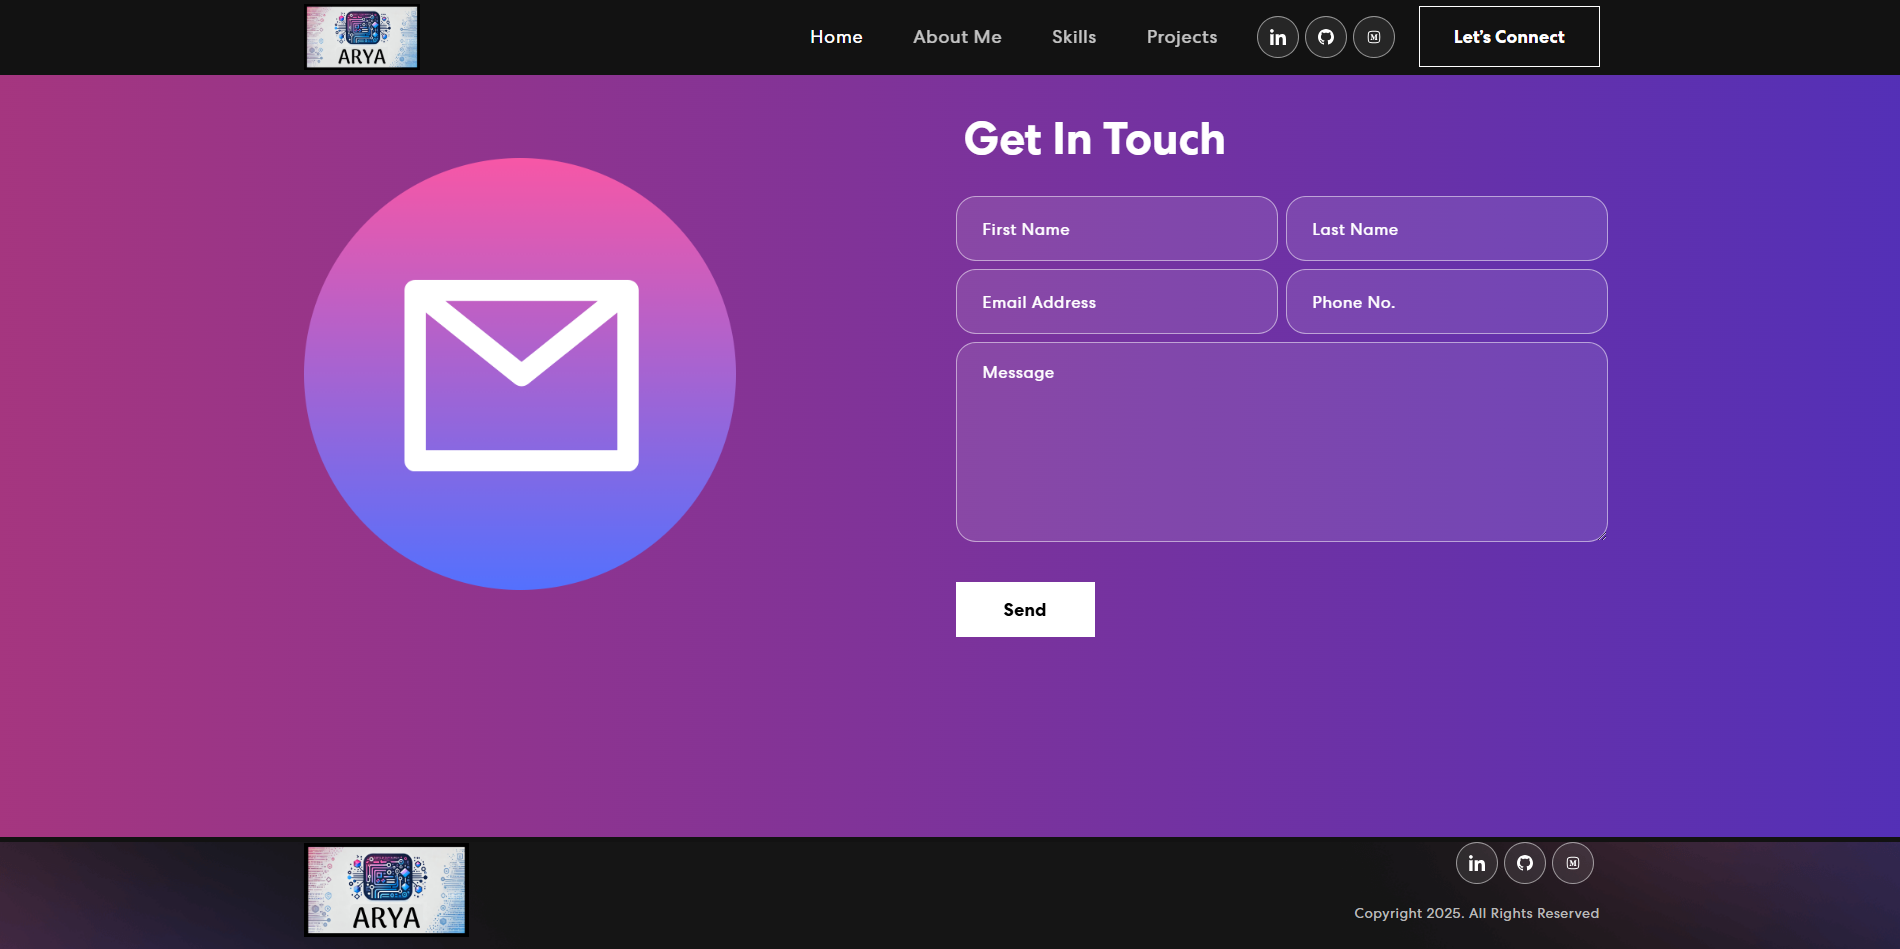 ARYA
Home About Me Skills Projects in M Let's Connect
Get In Touch
First Name Last Name
Email Address Phone No.
Message
Send
ARYA
in M
Copyright 2025. All Rights Reserved